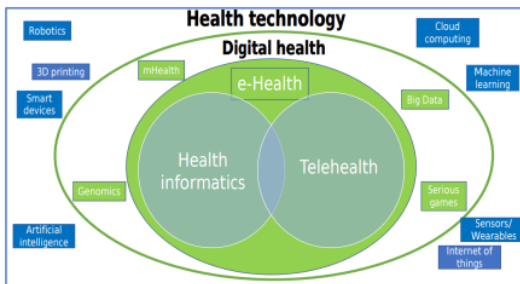 Health technology
Robotics
Cloud
computing
Digital health
mHealth
3D printing
e-Health
Machine
learning
Smart
devices
Big Data
Health
informatics
Telehealth
Genomics
Serious
games
Artificial
intelligence
Sensors/
Wearables
Internet of
things